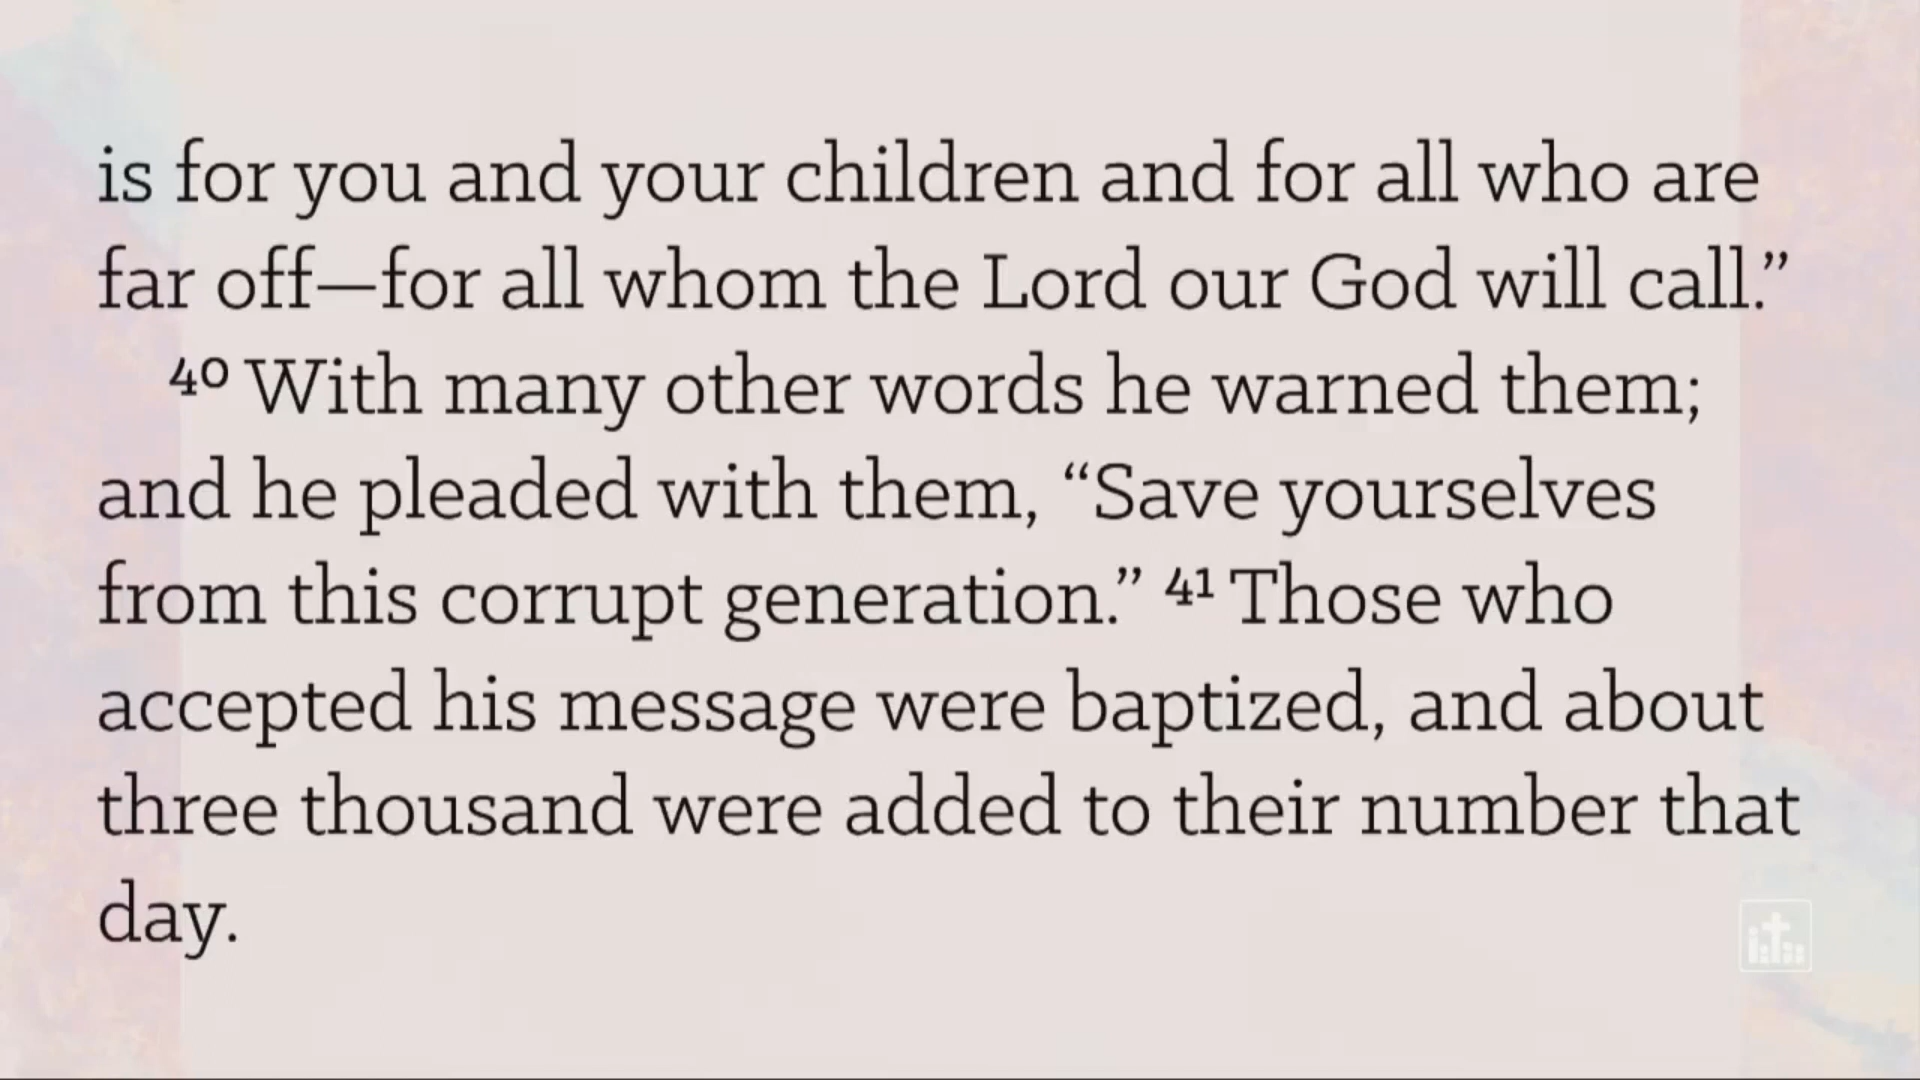 is for you and your children and for all who are
far off—for all whom the Lord our God will call.”
⁴⁰ With many other words he warned them;
and he pleaded with them, “Save yourselves
from this corrupt generation.” ⁴¹ Those who
accepted his message were baptized, and about
three thousand were added to their number that
day.